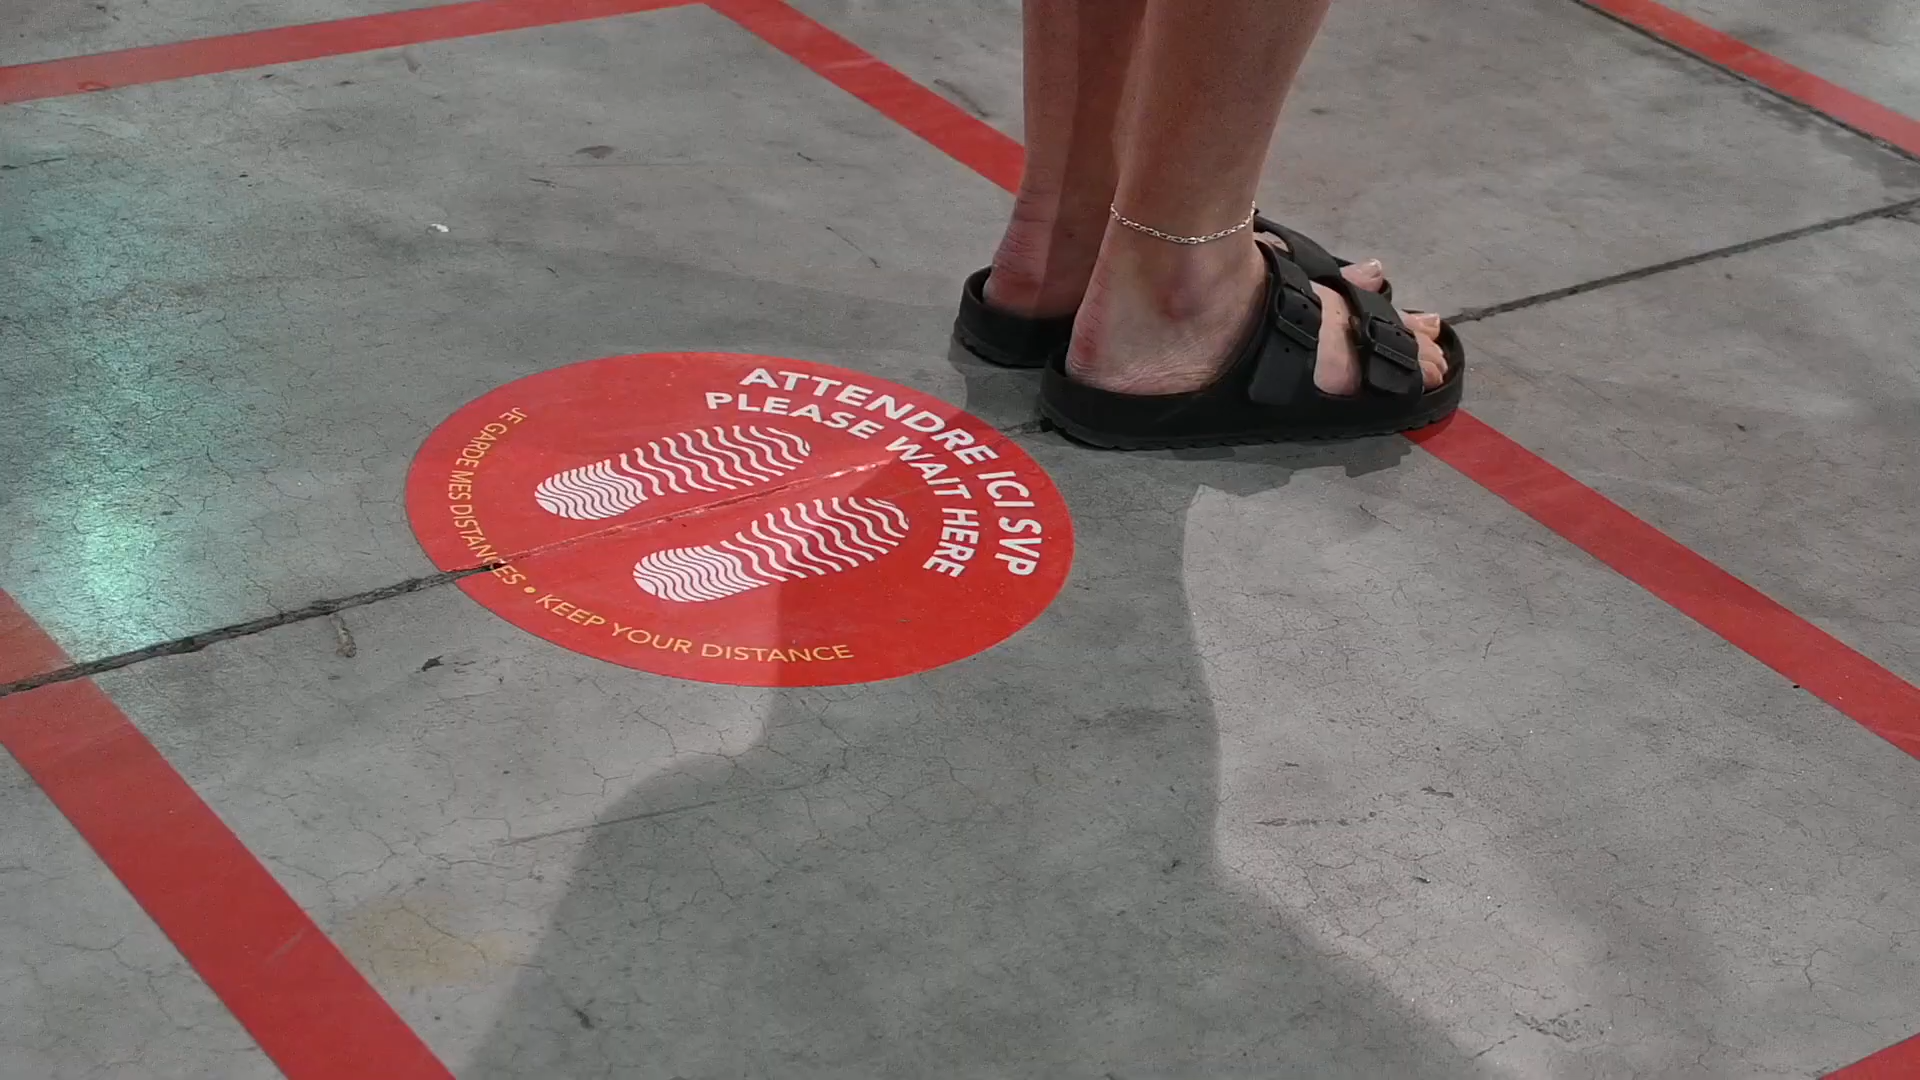 ATTENDRE ICI SVP
PLEASE WAIT HERE
JE GARDE MES DISTANCES • KEEP YOUR DISTANCE